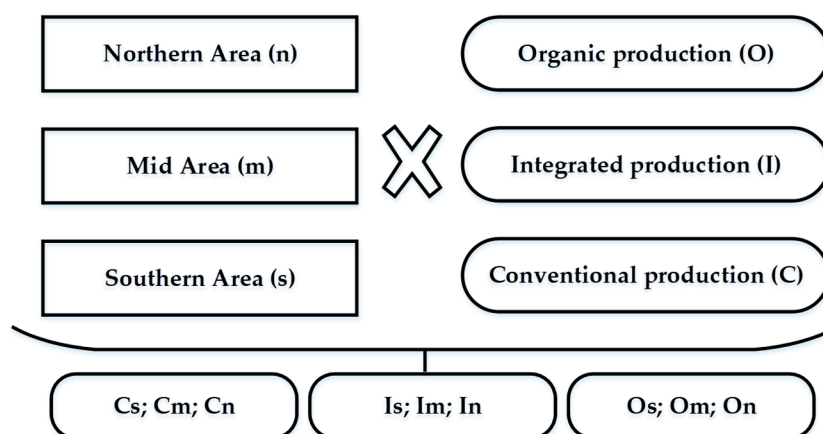 Northern Area (n)
Organic production (O)
Mid Area (m)
Integrated production (I)
Southern Area (s)
Conventional production (C)
Cs; Cm; Cn
Is; Im; In
Os; Om; On